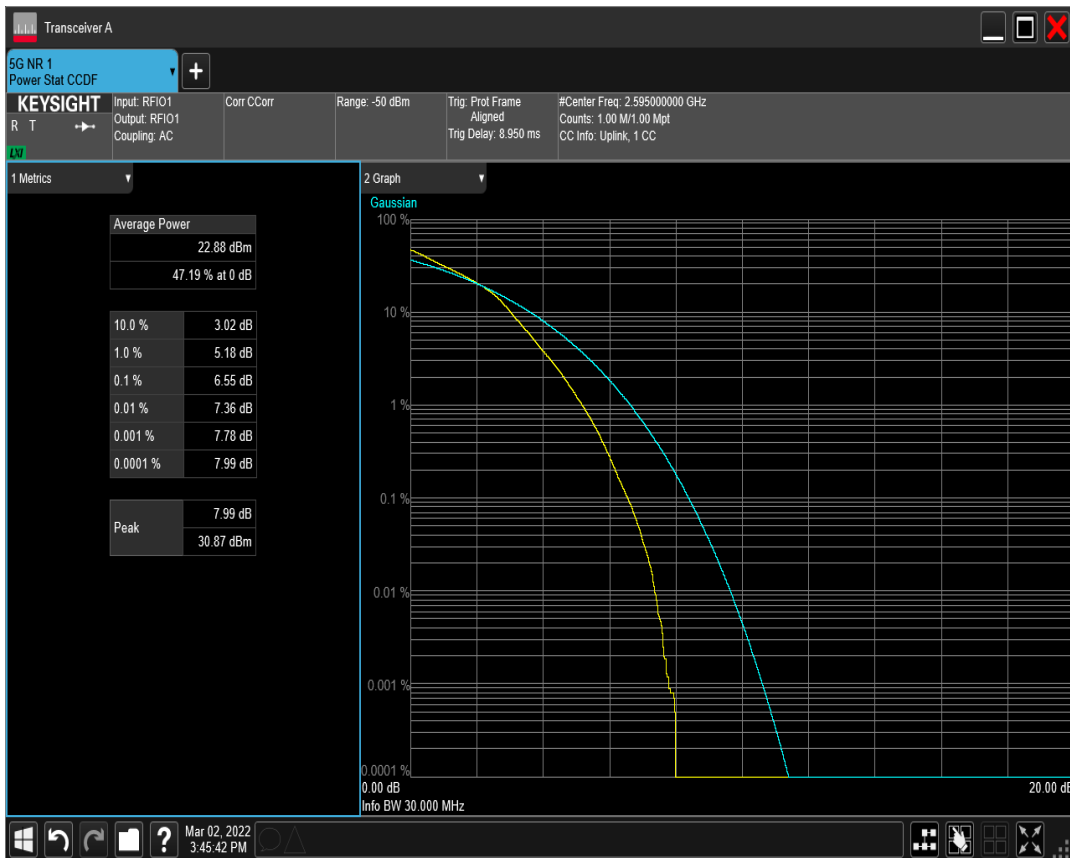 Transceiver A
5G NR 1
Power Stat CCDF
KEYSIGHT
R T
LXI
Input: RFIO1
Output: RFIO1
Coupling: AC
Corr CCorr
Range: -50 dBm
Trig: Prot Frame
Aligned
Trig Delay: 8.950 ms
#Center Freq: 2.595000000 GHz
Counts: 1.00 M/1.00 Mpt
CC Info: Uplink, 1 CC
1 Metrics
Average Power
22.88 dBm
47.19 % at 0 dB
10.0 % 3.02 dB
1.0 % 5.18 dB
0.1 % 6.55 dB
0.01 % 7.36 dB
0.001 % 7.78 dB
0.0001 % 7.99 dB
Peak
7.99 dB
30.87 dBm
2 Graph
Gaussian
100 %
10 %
1 %
0.1 %
0.01 %
0.001 %
0.0001 %
0.00 dB 20.00 dB
Info BW 30.000 MHz
?
Mar 02, 2022
3:45:42 PM